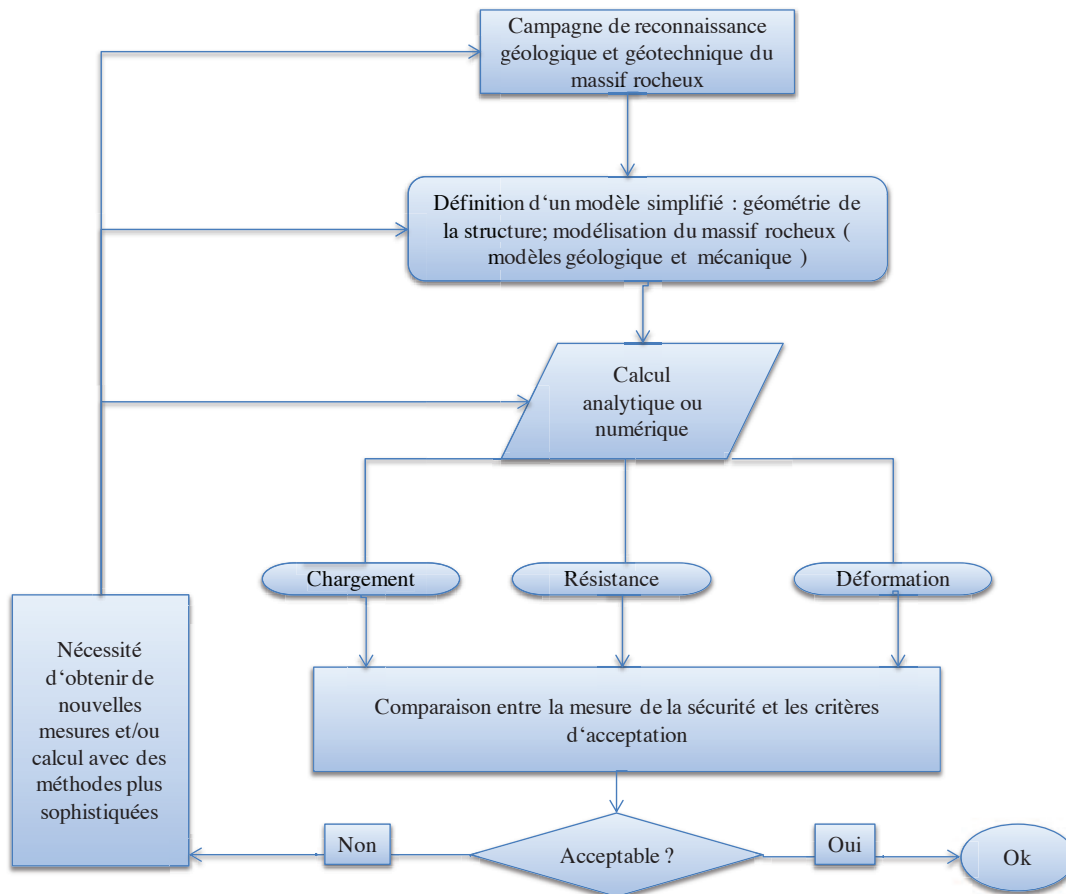 Campagne de reconnaissance
géologique et géotechnique du
massif rocheux
Définition d‘un modèle simplifié : géométrie de
la structure; modélisation du massif rocheux (
modèles géologique et mécanique )
Calcul
analytique ou
numérique
Chargement
Résistance
Déformation
Nécessité
d‘obtenir de
nouvelles
mesures et/ou
calcul avec des
méthodes plus
sophistiquées
Comparaison entre la mesure de la sécurité et les critères
d‘acceptation
Non
Acceptable ?
Oui
Ok